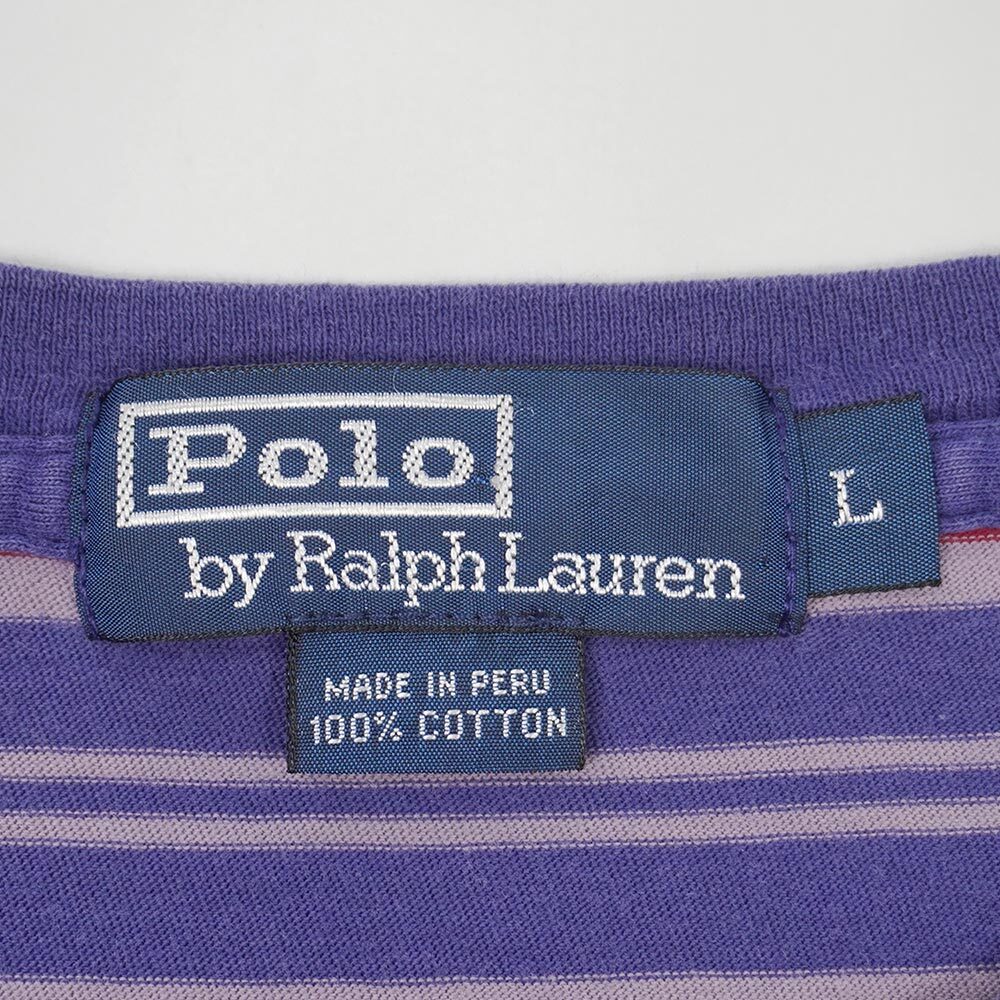 Polo
by Ralph Lauren
L
MADE IN PERU
100% COTTON